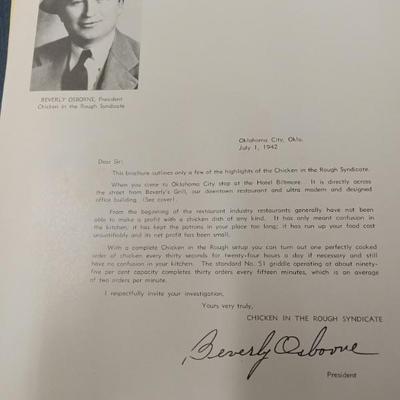 BEVERLY OSBORNE, President
Chicken in the Rough Syndicate
Oklahoma City, Okla.
July 1, 1942
Dear Sir:
This brochure outlines only a few of the highlights of the Chicken in the Rough Syndicate.
When you come to Oklahoma City stop at the Hotel Biltmore. It is directly across
the street from Beverly's Grill, our downtown restaurant and ultra modern and designed
office building. (See cover).
From the beginning of the restaurant industry restaurants generally have not been
able to make a profit with a chicken dish of any kind. It has only meant confusion in
the kitchen; it has kept the patrons in your place too long; it has run up your food cost
unjustifiably and its net profit has been small.
With a complete Chicken in the Rough setup you can turn out one perfectly cooked
order of chicken every thirty seconds for twenty-four hours a day if necessary and still
have no confusion in your kitchen. The standard No. 51 griddle operating at about ninety-
five per cent capacity completes thirty orders every fifteen minutes, which is an average
of two orders per minute.
I respectfully invite your investigation,
Yours very truly,
CHICKEN IN THE ROUGH SYNDICATE
Beverly Osborne
President